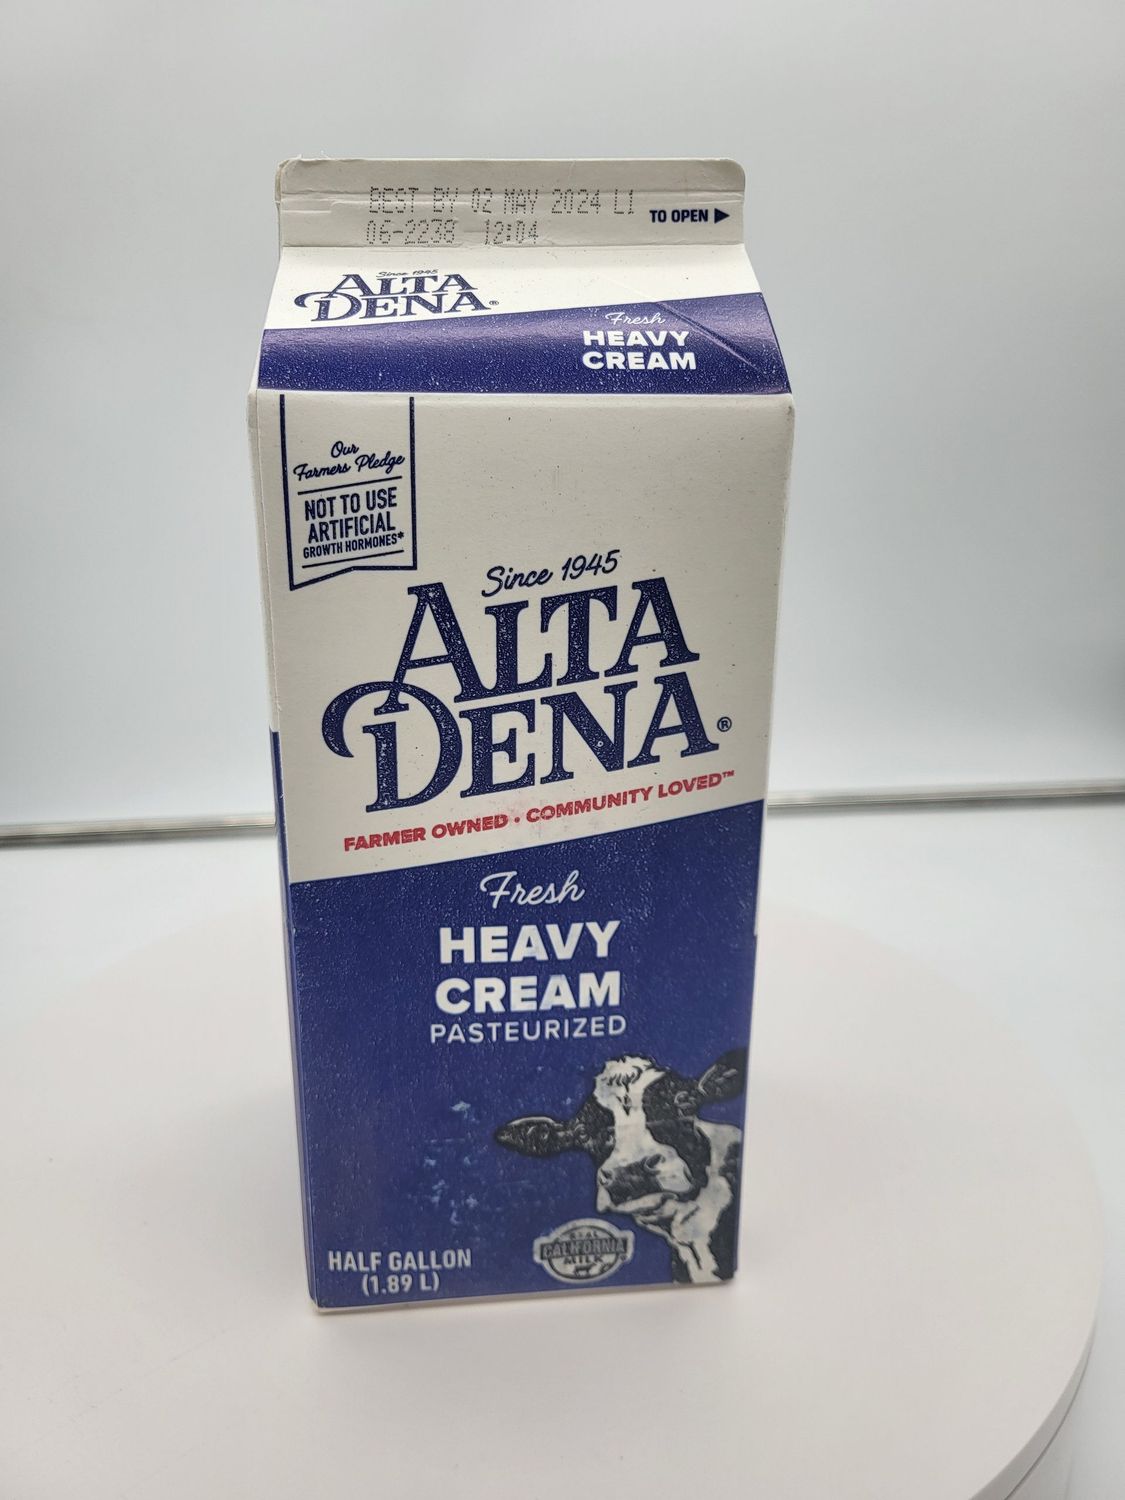 BEST BY 02 MAY 2024 L1
06-2238 12:04
TO OPEN
Since 1945
ALTA
DENA®
Fresh
HEAVY
CREAM
Our
Farmers Pledge
NOT TO USE
ARTIFICIAL
GROWTH HORMONES*
Since 1945
ALTA
DENA®
FARMER OWNED • COMMUNITY LOVED™
Fresh
HEAVY
CREAM
PASTEURIZED
REAL
CALIFORNIA
MILK
HALF GALLON
(1.89 L)